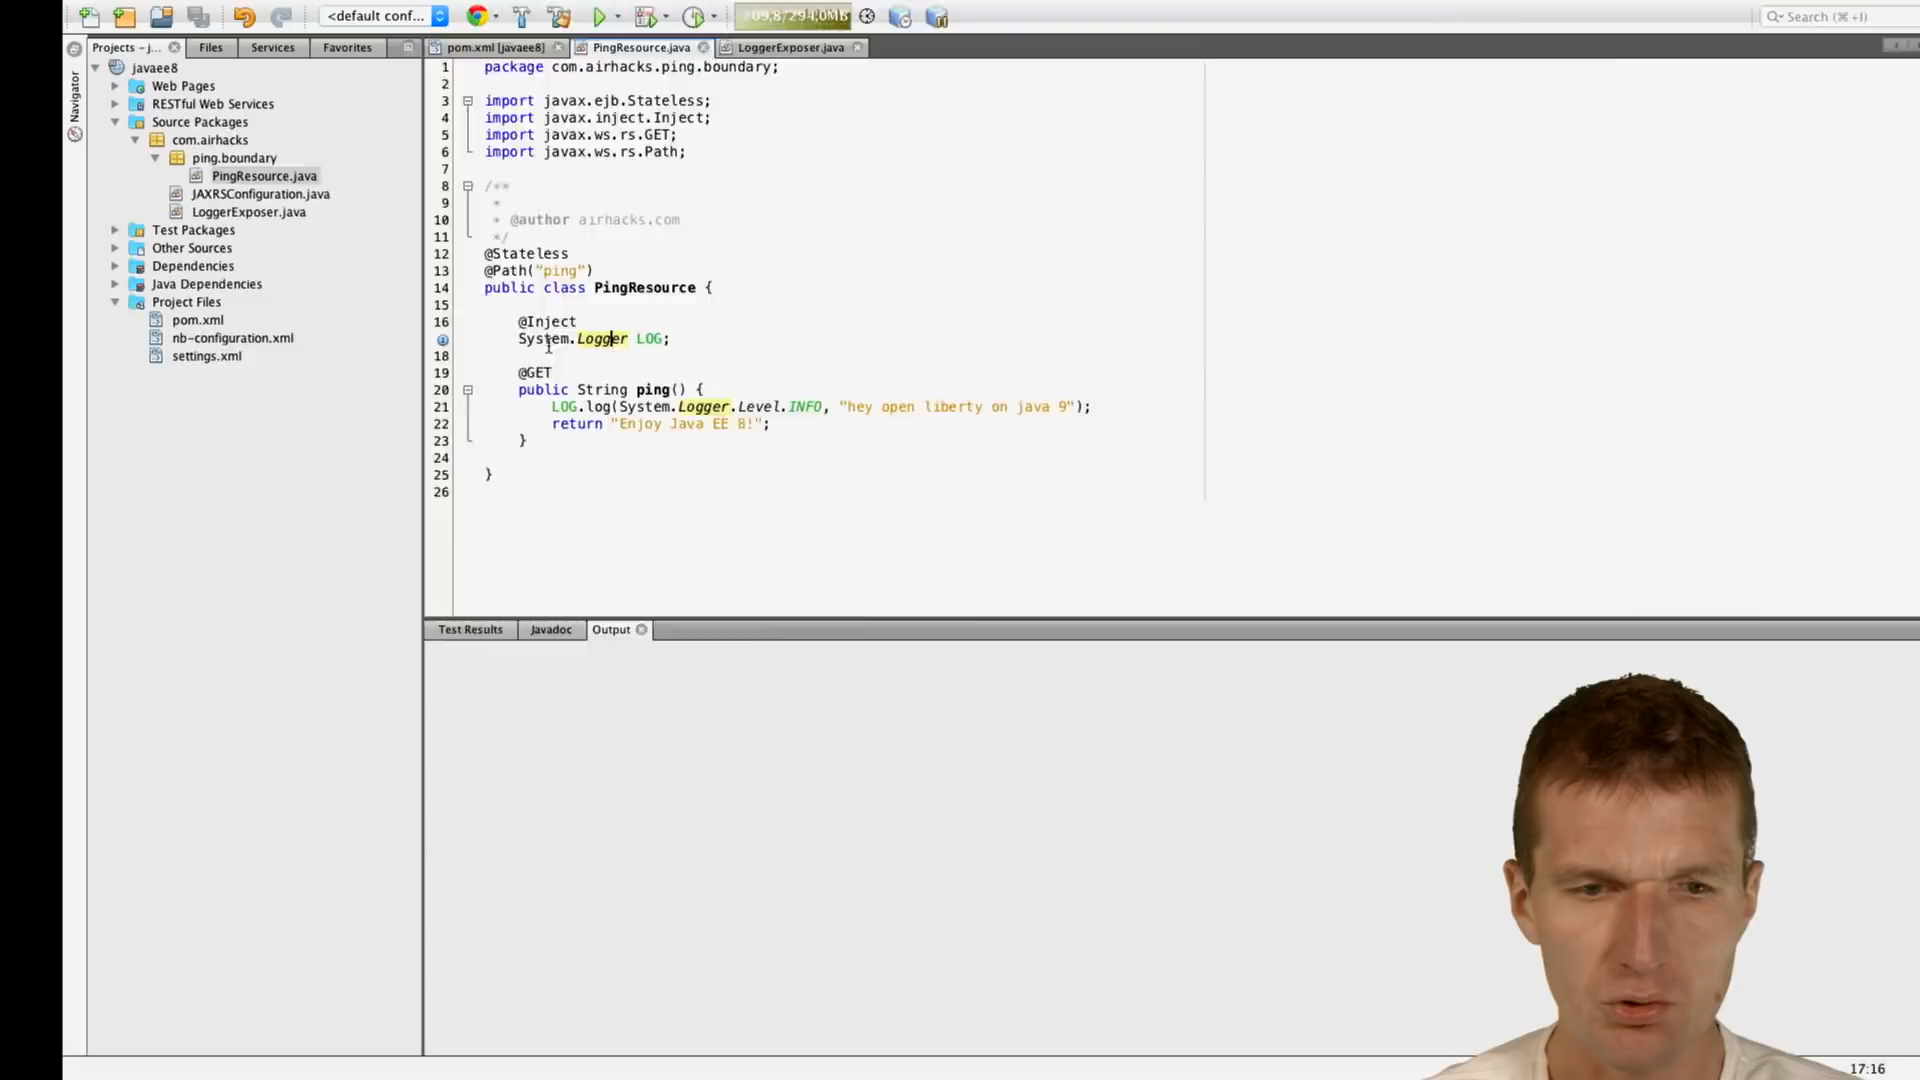 <default conf...
709,8/294,0MB
Search (⌘+I)
Projects – j...
Files
Services
Favorites
pom.xml [javaee8]
PingResource.java
LoggerExposer.java
Navigator
javaee8
Web Pages
RESTful Web Services
Source Packages
com.airhacks
ping.boundary
PingResource.java
JAXRSConfiguration.java
LoggerExposer.java
Test Packages
Other Sources
Dependencies
Java Dependencies
Project Files
pom.xml
nb-configuration.xml
settings.xml
1 package com.airhacks.ping.boundary;
2
3 import javax.ejb.Stateless;
4 import javax.inject.Inject;
5 import javax.ws.rs.GET;
6 import javax.ws.rs.Path;
7
8 /**
9 *
10 * @author airhacks.com
11 */
12 @Stateless
13 @Path("ping")
14 public class PingResource {
15
16 @Inject
System.Logger LOG;
18
19 @GET
20 public String ping() {
21 LOG.log(System.Logger.Level.INFO, "hey open liberty on java 9");
22 return "Enjoy Java EE 8!";
23 }
24
25 }
26
Test Results
Javadoc
Output
17:16